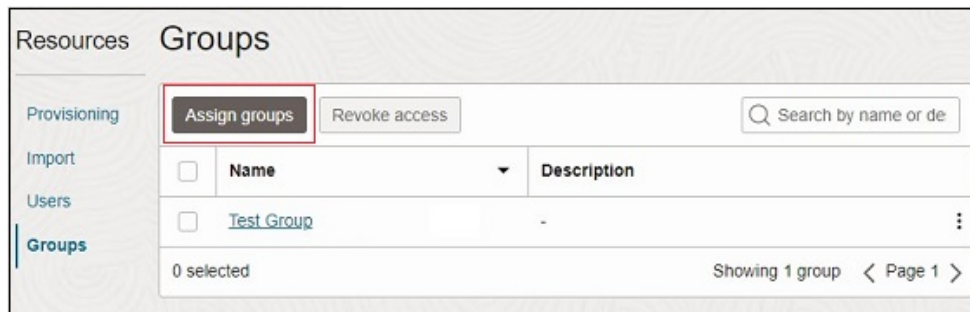 Resources
Groups
Provisioning
Import
Users
Groups
Assign groups
Revoke access
Search by name or de
Name
Description
Test Group
-
0 selected
Showing 1 group
Page 1